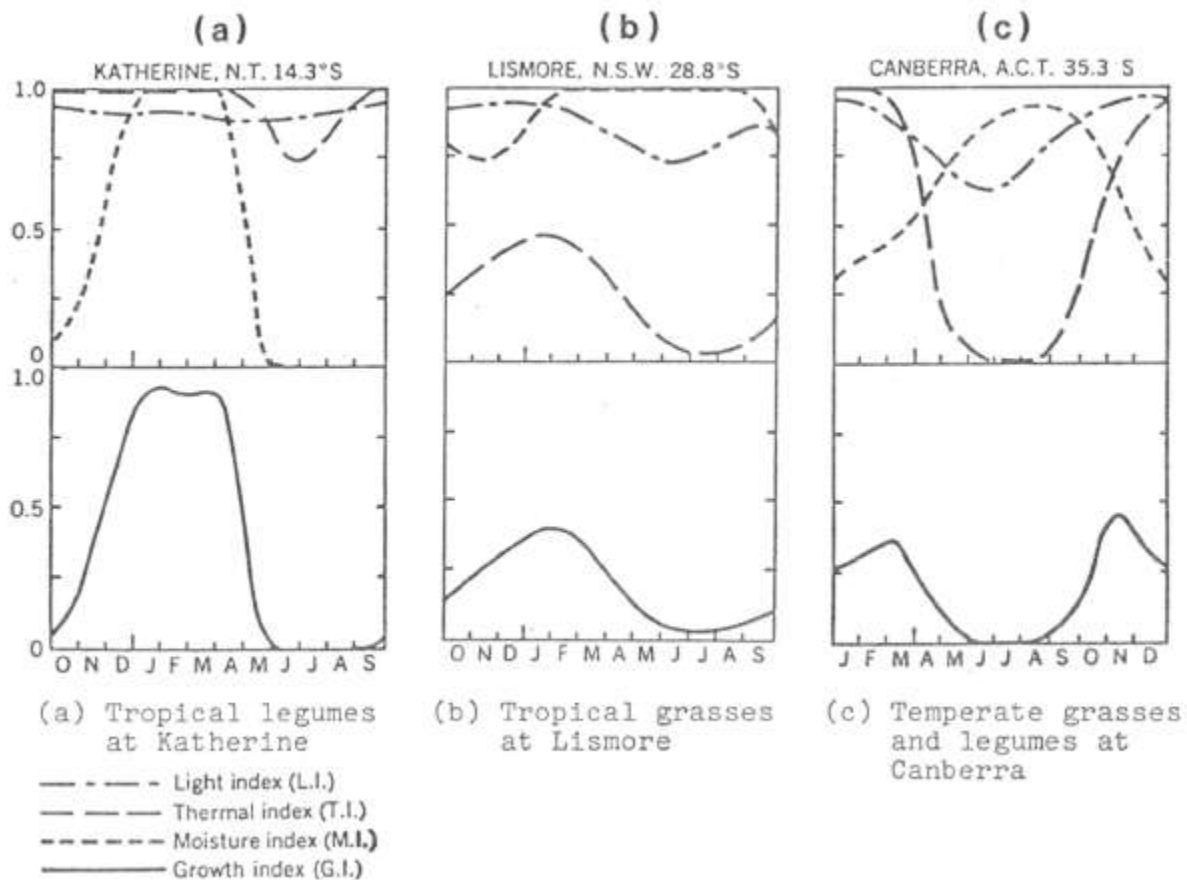 (a)
(b)
(c)
KATHERINE, N.T. 14.3°S
LISMORE, N.S.W. 28.8°S
CANBERRA, A.C.T. 35.3 S
1.0
0.5
0
1.0
0.5
0
O N D J F M A M J J A S
O N D J F M A M J J A S
J F M A M J J A S O N D
(a) Tropical legumes
at Katherine
(b) Tropical grasses
at Lismore
(c) Temperate grasses
and legumes at
Canberra
Light index (L.I.)
Thermal index (T.I.)
Moisture index (M.I.)
Growth index (G.I.)